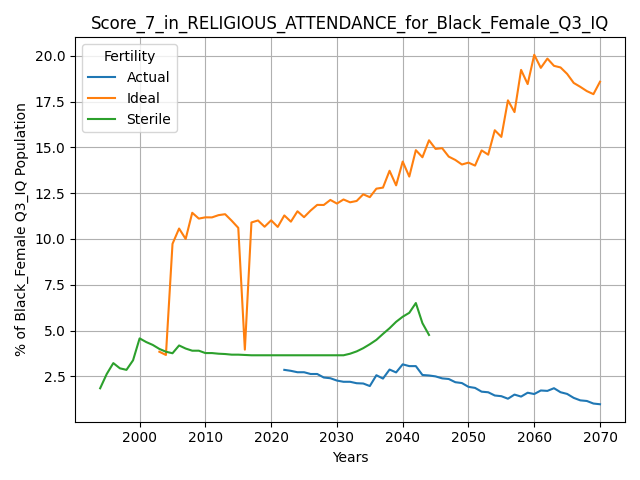 Score_7_in_RELIGIOUS_ATTENDANCE_for_Black_Female_Q3_IQ
Fertility
Actual
Ideal
Sterile
% of Black_Female Q3_IQ Population
20.0
17.5
15.0
12.5
10.0
7.5
5.0
2.5
2000 2010 2020 2030 2040 2050 2060 2070
Years